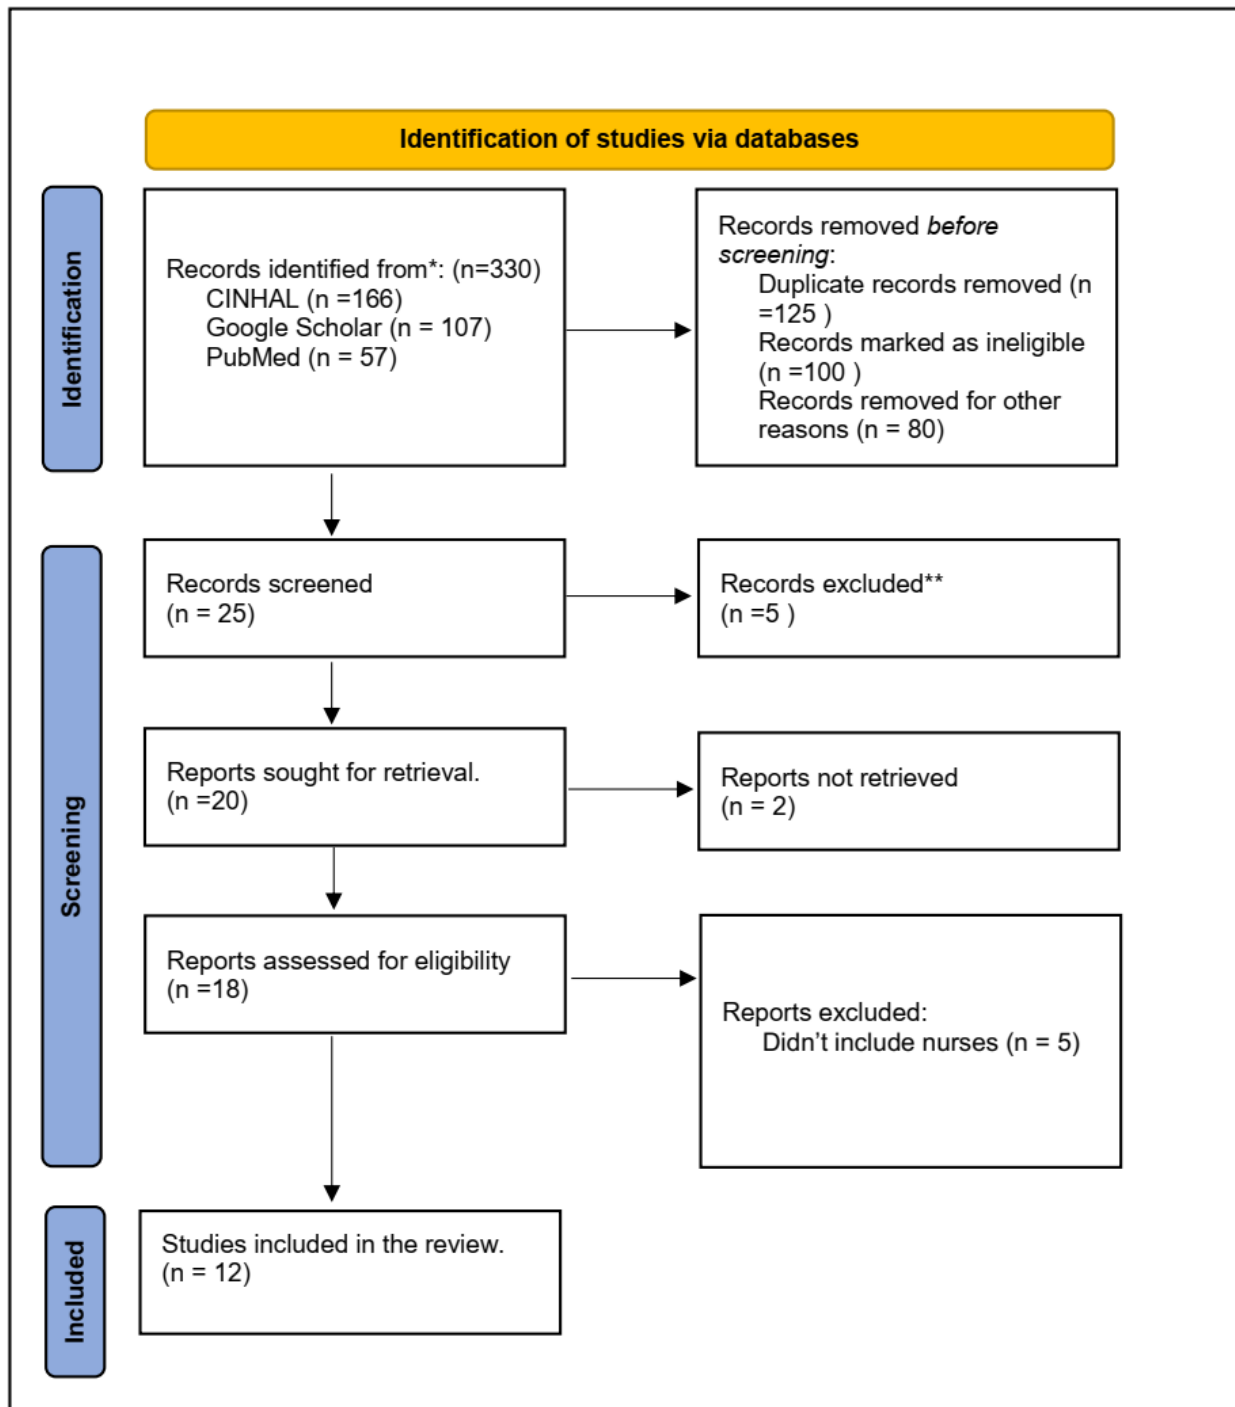 Identification of studies via databases
Identification
Records identified from*: (n=330)
CINHAL (n =166)
Google Scholar (n = 107)
PubMed (n = 57)
Records removed before
screening:
Duplicate records removed (n
=125 )
Records marked as ineligible
(n =100 )
Records removed for other
reasons (n = 80)
Screening
Records screened
(n = 25)
Records excluded**
(n =5 )
Reports sought for retrieval.
(n =20)
Reports not retrieved
(n = 2)
Reports assessed for eligibility
(n =18)
Reports excluded:
Didn’t include nurses (n = 5)
Included
Studies included in the review.
(n = 12)